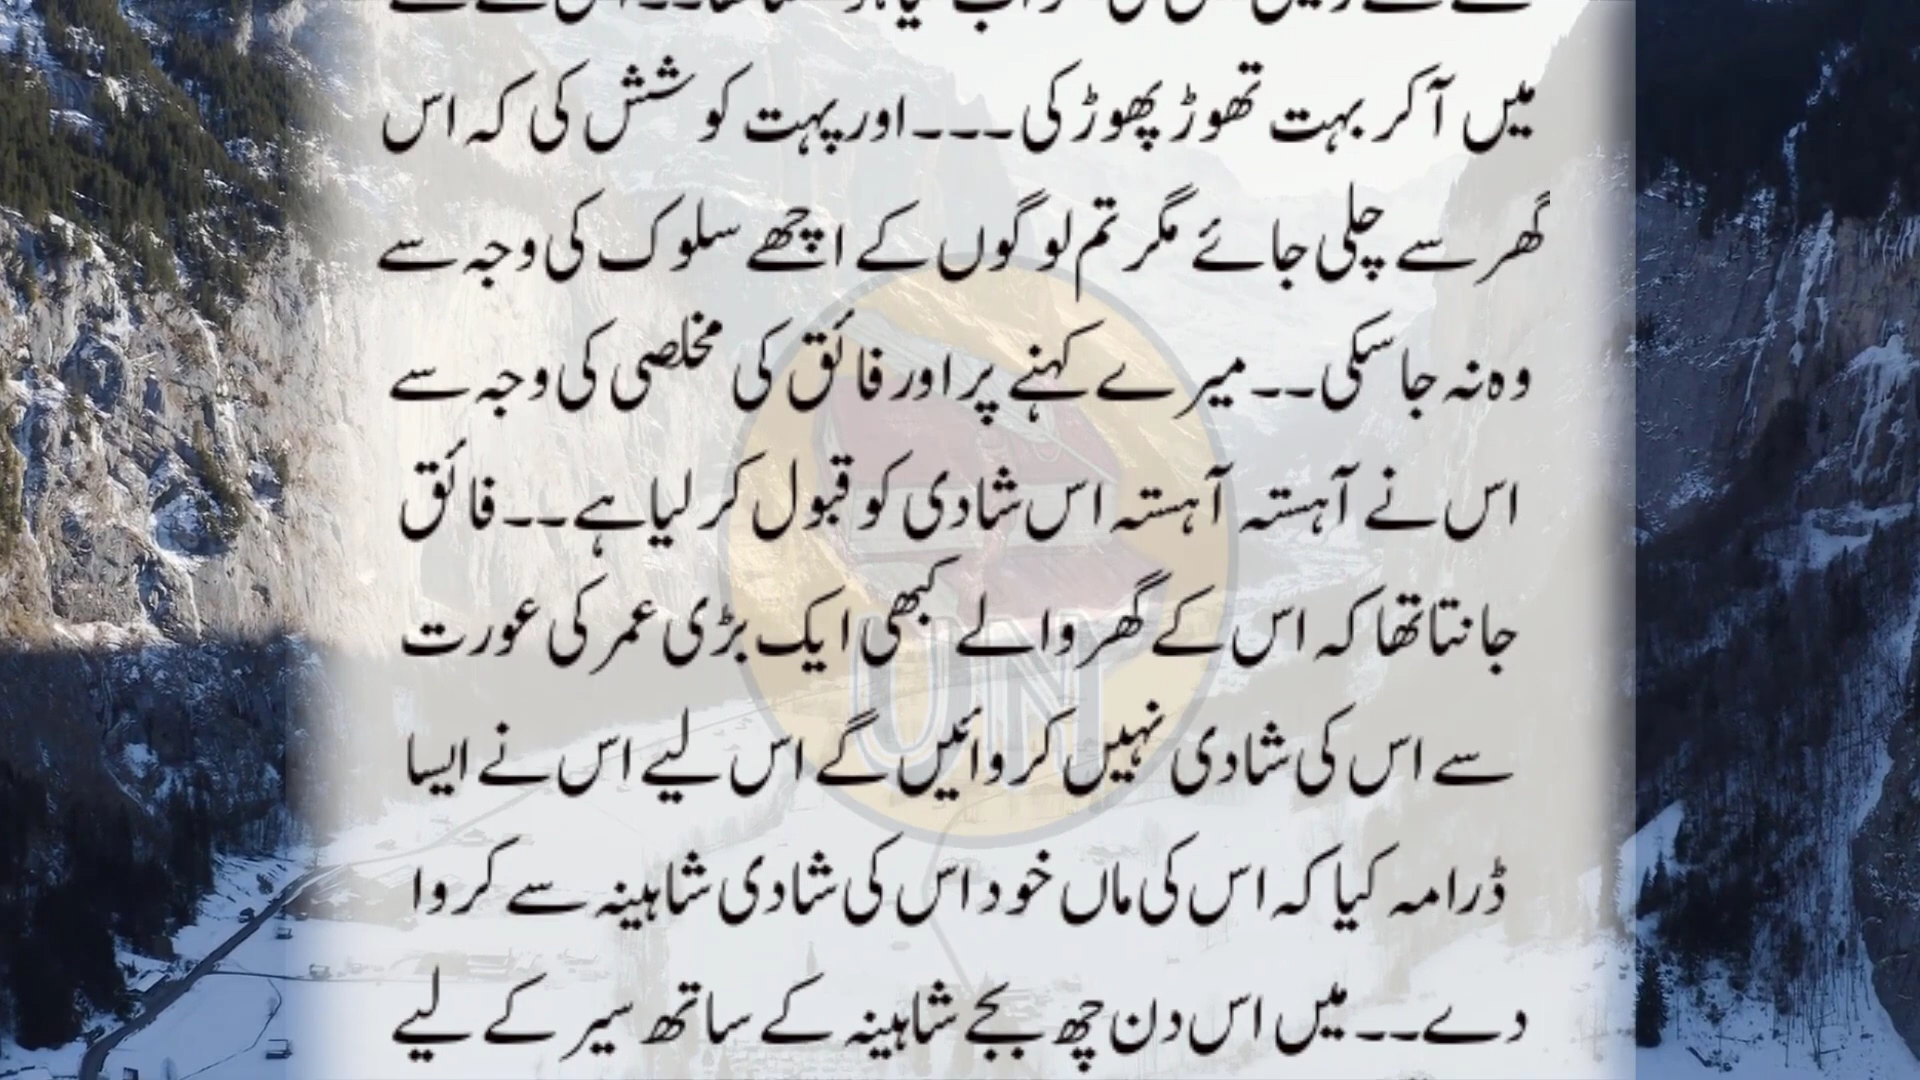 میں آکر بہت تھوڑ پھوڑ کی۔۔۔اور بہت کوشش کی کہ اس
گھر سے چلی جائے مگر تم لوگوں کے اچھے سلوک کی وجہ سے
وہ نہ جا سکی۔۔میرے کہنے پر اور فائق کی مخلصی کی وجہ سے
اس نے آہستہ آہستہ اس شادی کو قبول کر لیا ہے۔۔فائق
جانتا تھا کہ اس کے گھر والے کبھی ایک بڑی عمر کی عورت
سے اس کی شادی نہیں کروائیں گے اس لیے اس نے ایسا
ڈرامہ کیا کہ اس کی ماں خود اس کی شادی شاہینہ سے کروا
دے۔۔میں اس دن چھ بجے شاہینہ کے ساتھ سیر کے لیے
UN